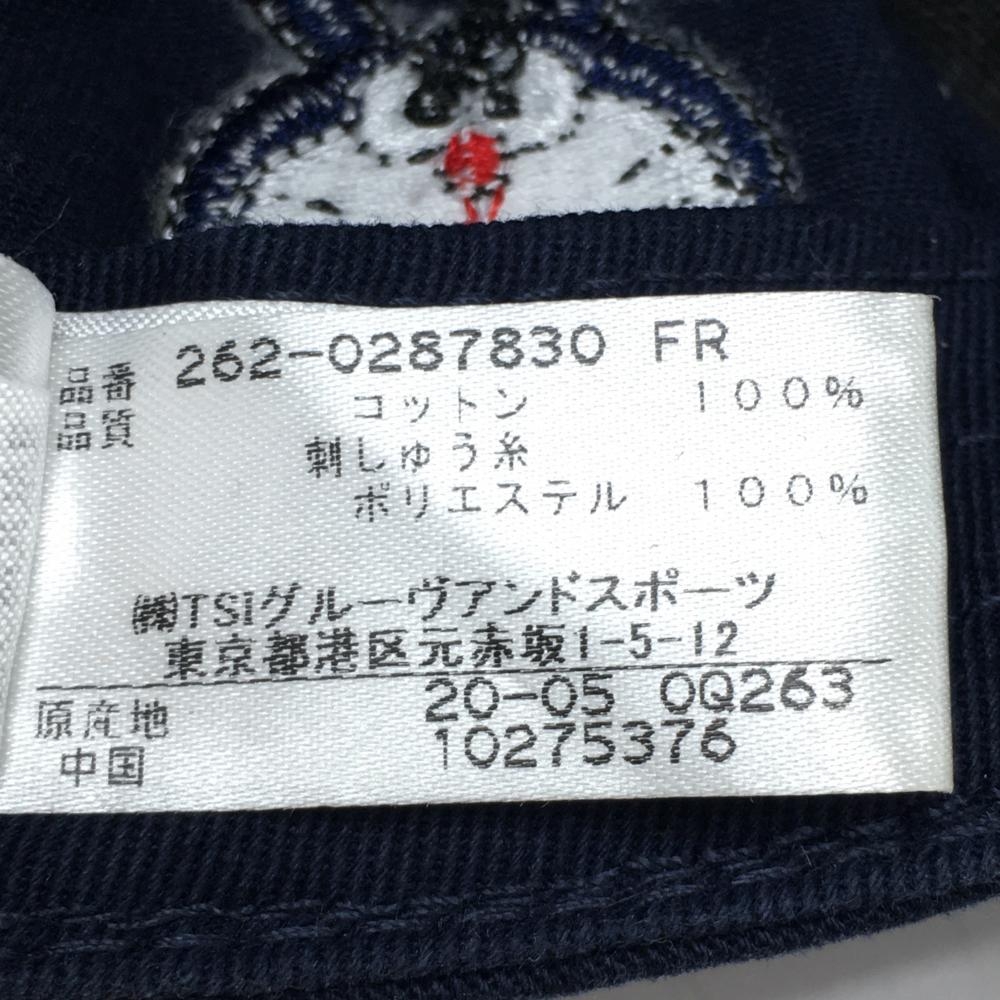 品番 262-0287830 FR
品質 コットン 100%
刺しゅう糸
ポリエステル 100%
㈱TSIグルーヴアンドスポーツ
東京都港区元赤坂1-5-12
20-05 0Q263
原産地 10275376
中国